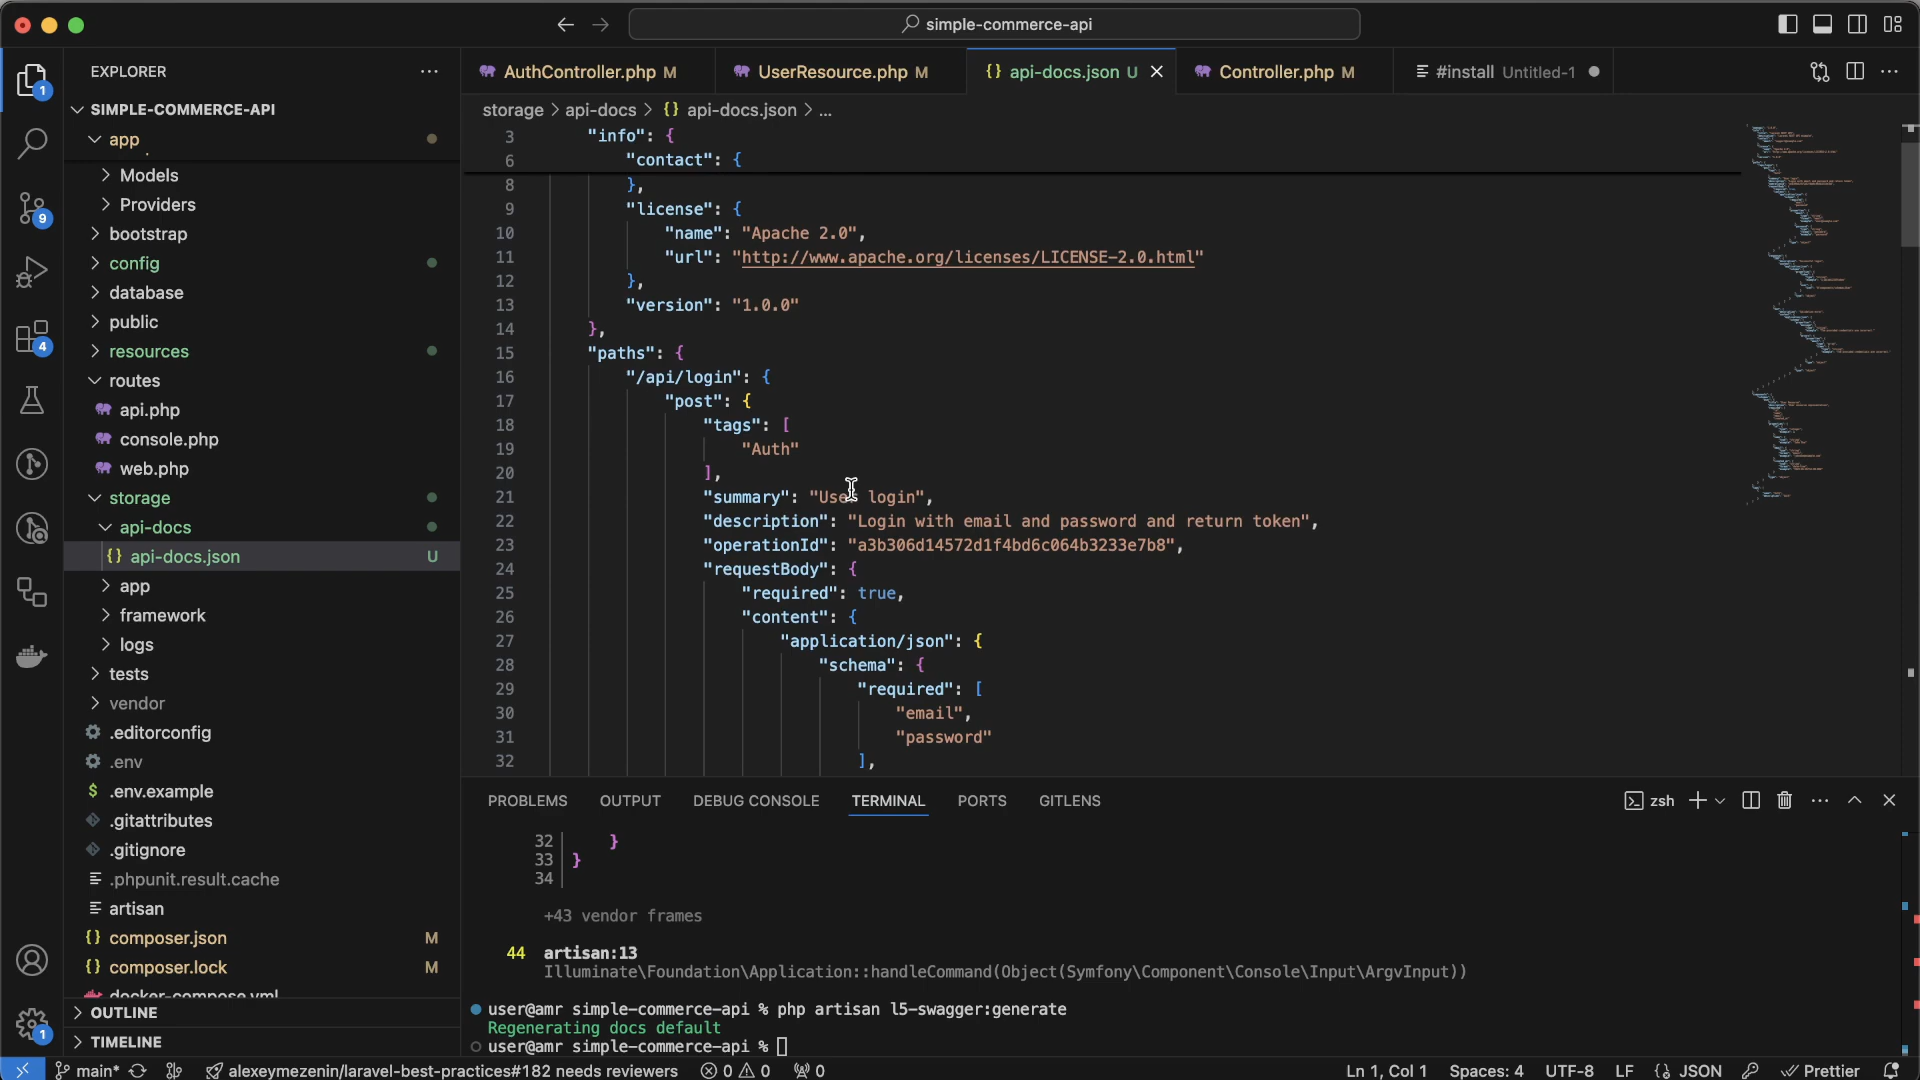 simple-commerce-api
EXPLORER
SIMPLE-COMMERCE-API
app
Models
Providers
bootstrap
config
database
public
resources
routes
api.php
console.php
web.php
storage
api-docs
{} api-docs.json U
app
framework
logs
tests
vendor
.editorconfig
.env
$ .env.example
.gitattributes
.gitignore
.phpunit.result.cache
artisan
{} composer.json M
{} composer.lock M
docker-compose.yml
OUTLINE
TIMELINE
1
9
4
1
AuthController.php M
UserResource.php M
{} api-docs.json U
Controller.php M
#install Untitled-1
storage > api-docs > {} api-docs.json > ...
3 "info": {
6 "contact": {
8 },
9 "license": {
10 "name": "Apache 2.0",
11 "url": "http://www.apache.org/licenses/LICENSE-2.0.html"
12 },
13 "version": "1.0.0"
14 },
15 "paths": {
16 "/api/login": {
17 "post": {
18 "tags": [
19 "Auth"
20 ],
21 "summary": "User login",
22 "description": "Login with email and password and return token",
23 "operationId": "a3b306d14572d1f4bd6c064b3233e7b8",
24 "requestBody": {
25 "required": true,
26 "content": {
27 "application/json": {
28 "schema": {
29 "required": [
30 "email",
31 "password"
32 ],
PROBLEMS OUTPUT DEBUG CONSOLE TERMINAL PORTS GITLENS
zsh
32 }
33 }
34
+43 vendor frames
44 artisan:13
Illuminate\Foundation\Application::handleCommand(Object(Symfony\Component\Console\Input\ArgvInput))
user@amr simple-commerce-api % php artisan l5-swagger:generate
Regenerating docs default
user@amr simple-commerce-api %
main* alexeymezenin/laravel-best-practices#182 needs reviewers 0 0 0 Ln 1, Col 1 Spaces: 4 UTF-8 LF {} JSON Prettier